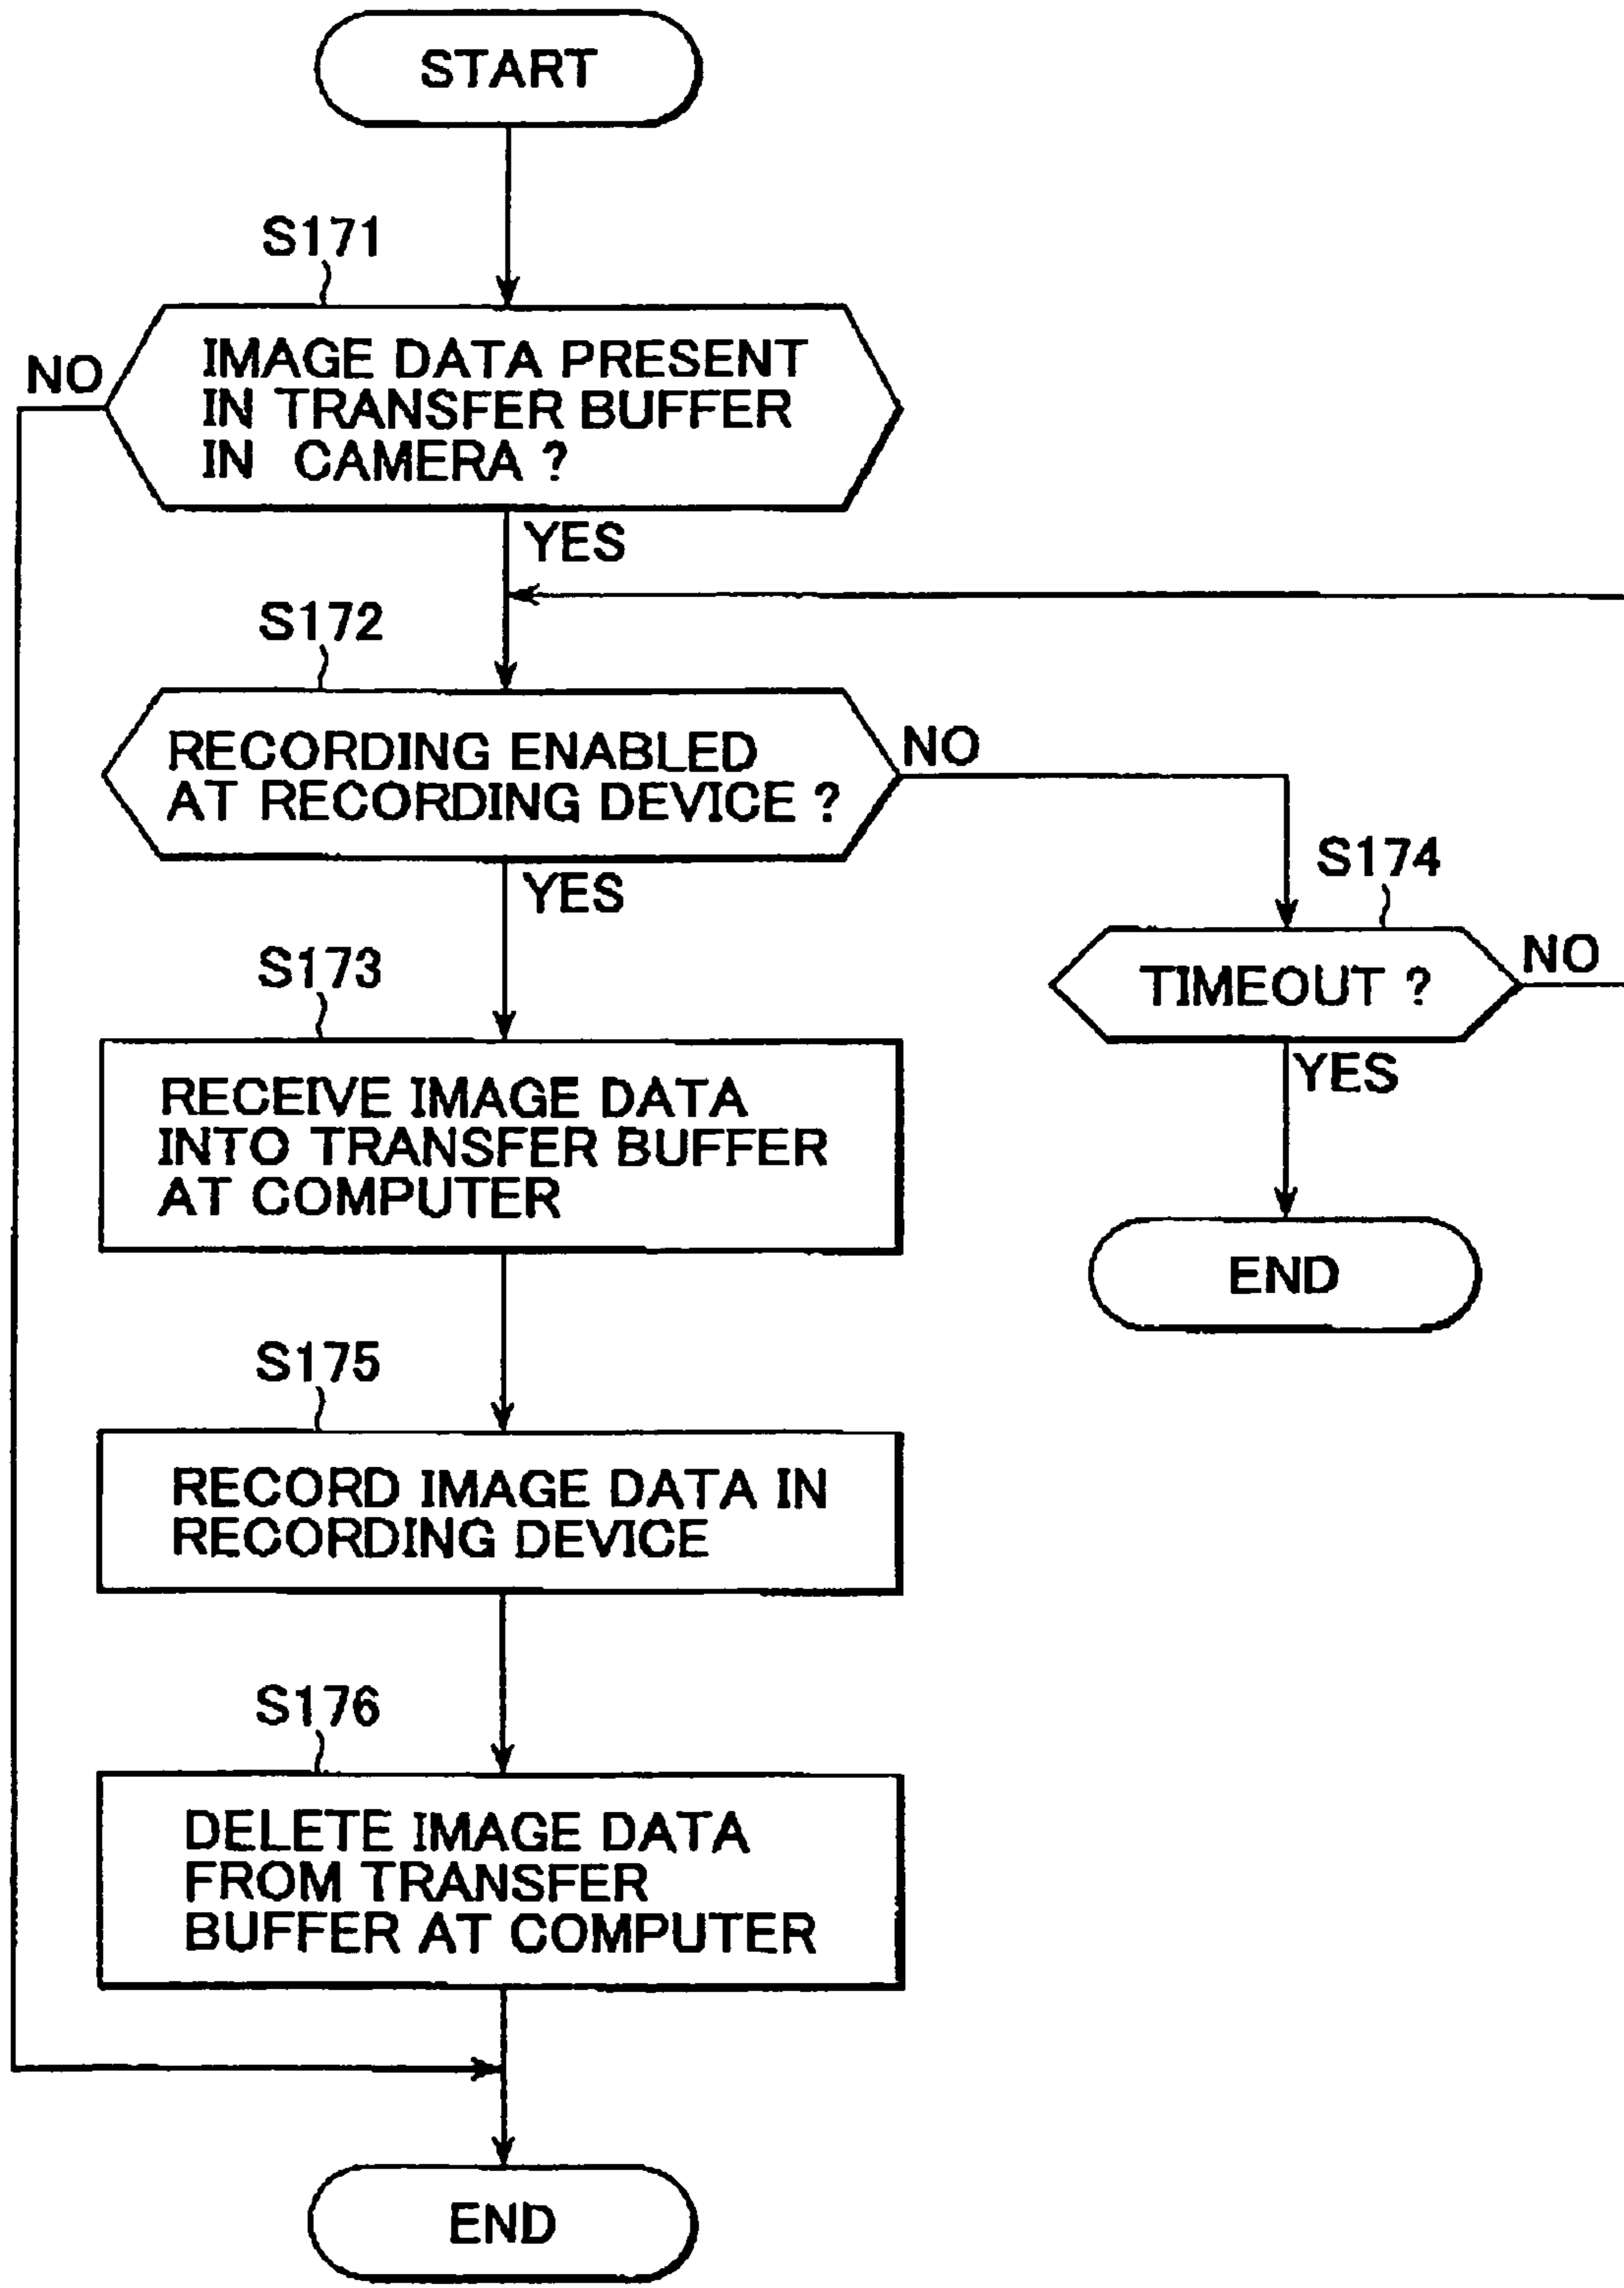 START
S171
NO
IMAGE DATA PRESENT
IN TRANSFER BUFFER
IN CAMERA ?
YES
S172
RECORDING ENABLED
AT RECORDING DEVICE ?
NO
YES
S174
TIMEOUT ?
NO
YES
END
S173
RECEIVE IMAGE DATA
INTO TRANSFER BUFFER
AT COMPUTER
S175
RECORD IMAGE DATA IN
RECORDING DEVICE
S176
DELETE IMAGE DATA
FROM TRANSFER
BUFFER AT COMPUTER
END